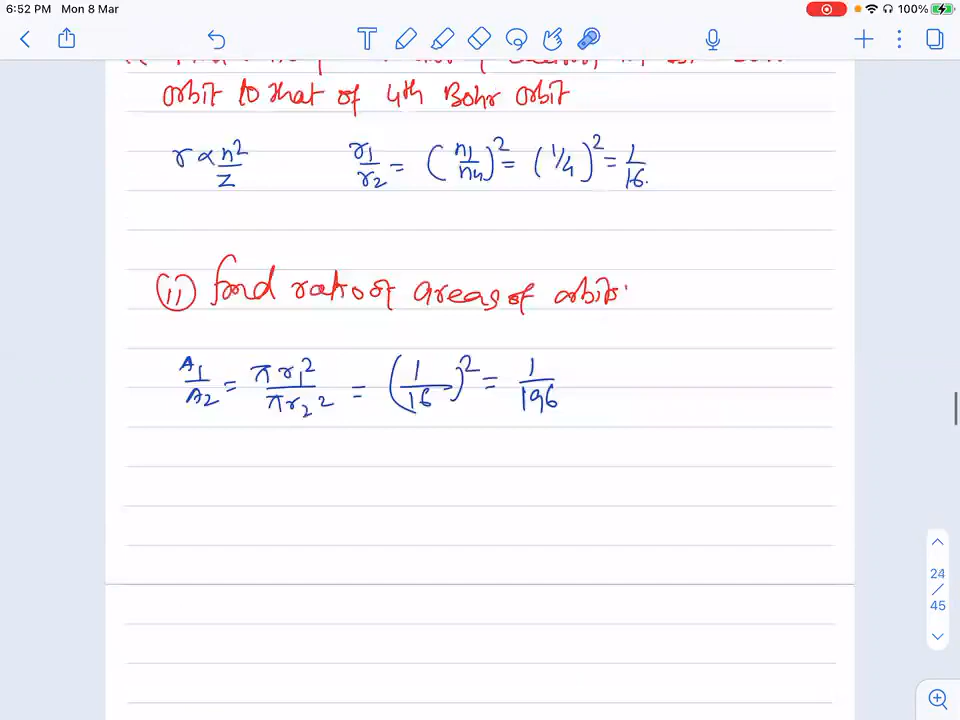 6:52 PM Mon 8 Mar
100%
orbit to that of 4th Bohr orbit
r ∝ n²/Z r₁/r₂ = (n₁/n₄)² = (1/4)² = 1/16.
(ii) find ratio of areas of orbits
A₁/A₂ = πr₁²/πr₂² = (1/16)² = 1/196
24
/
45